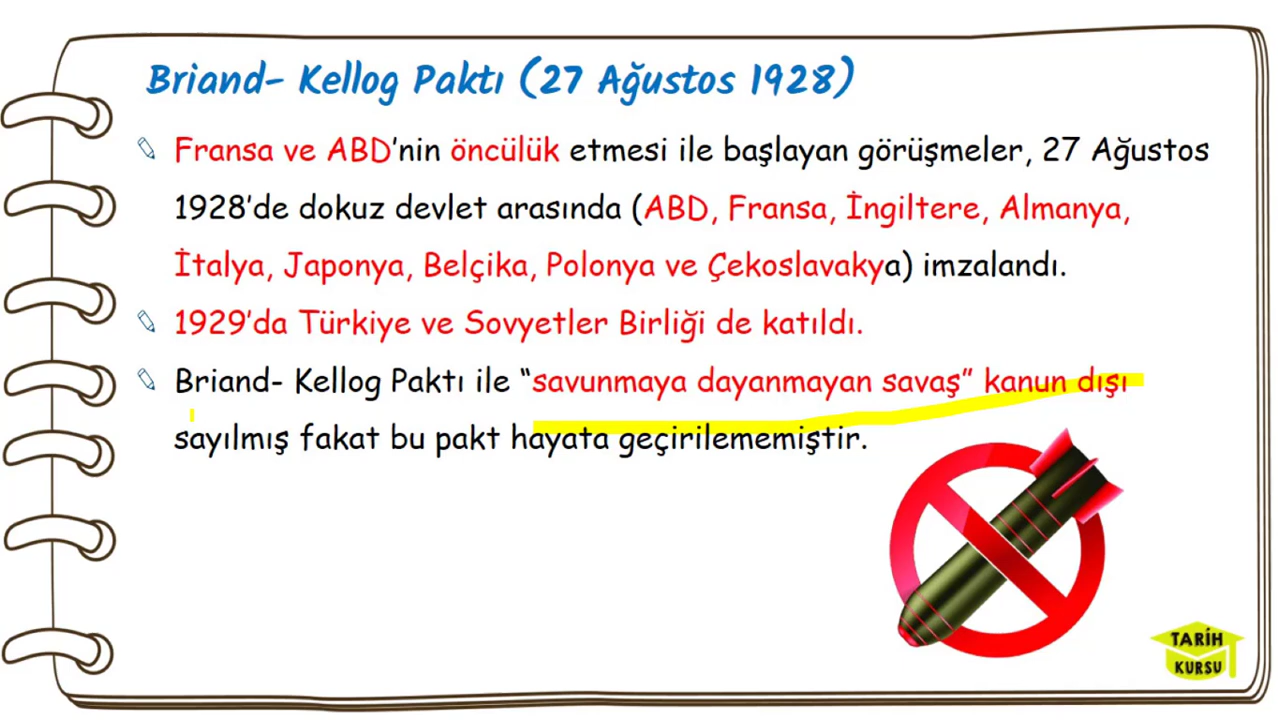 Briand- Kellog Paktı (27 Ağustos 1928)
Fransa ve ABD'nin öncülük etmesi ile başlayan görüşmeler, 27 Ağustos
1928'de dokuz devlet arasında (ABD, Fransa, İngiltere, Almanya,
İtalya, Japonya, Belçika, Polonya ve Çekoslavakya) imzalandı.
1929'da Türkiye ve Sovyetler Birliği de katıldı.
Briand- Kellog Paktı ile “savunmaya dayanmayan savaş” kanun dışı
sayılmış fakat bu pakt hayata geçirilememiştir.
TARİH
KURSU